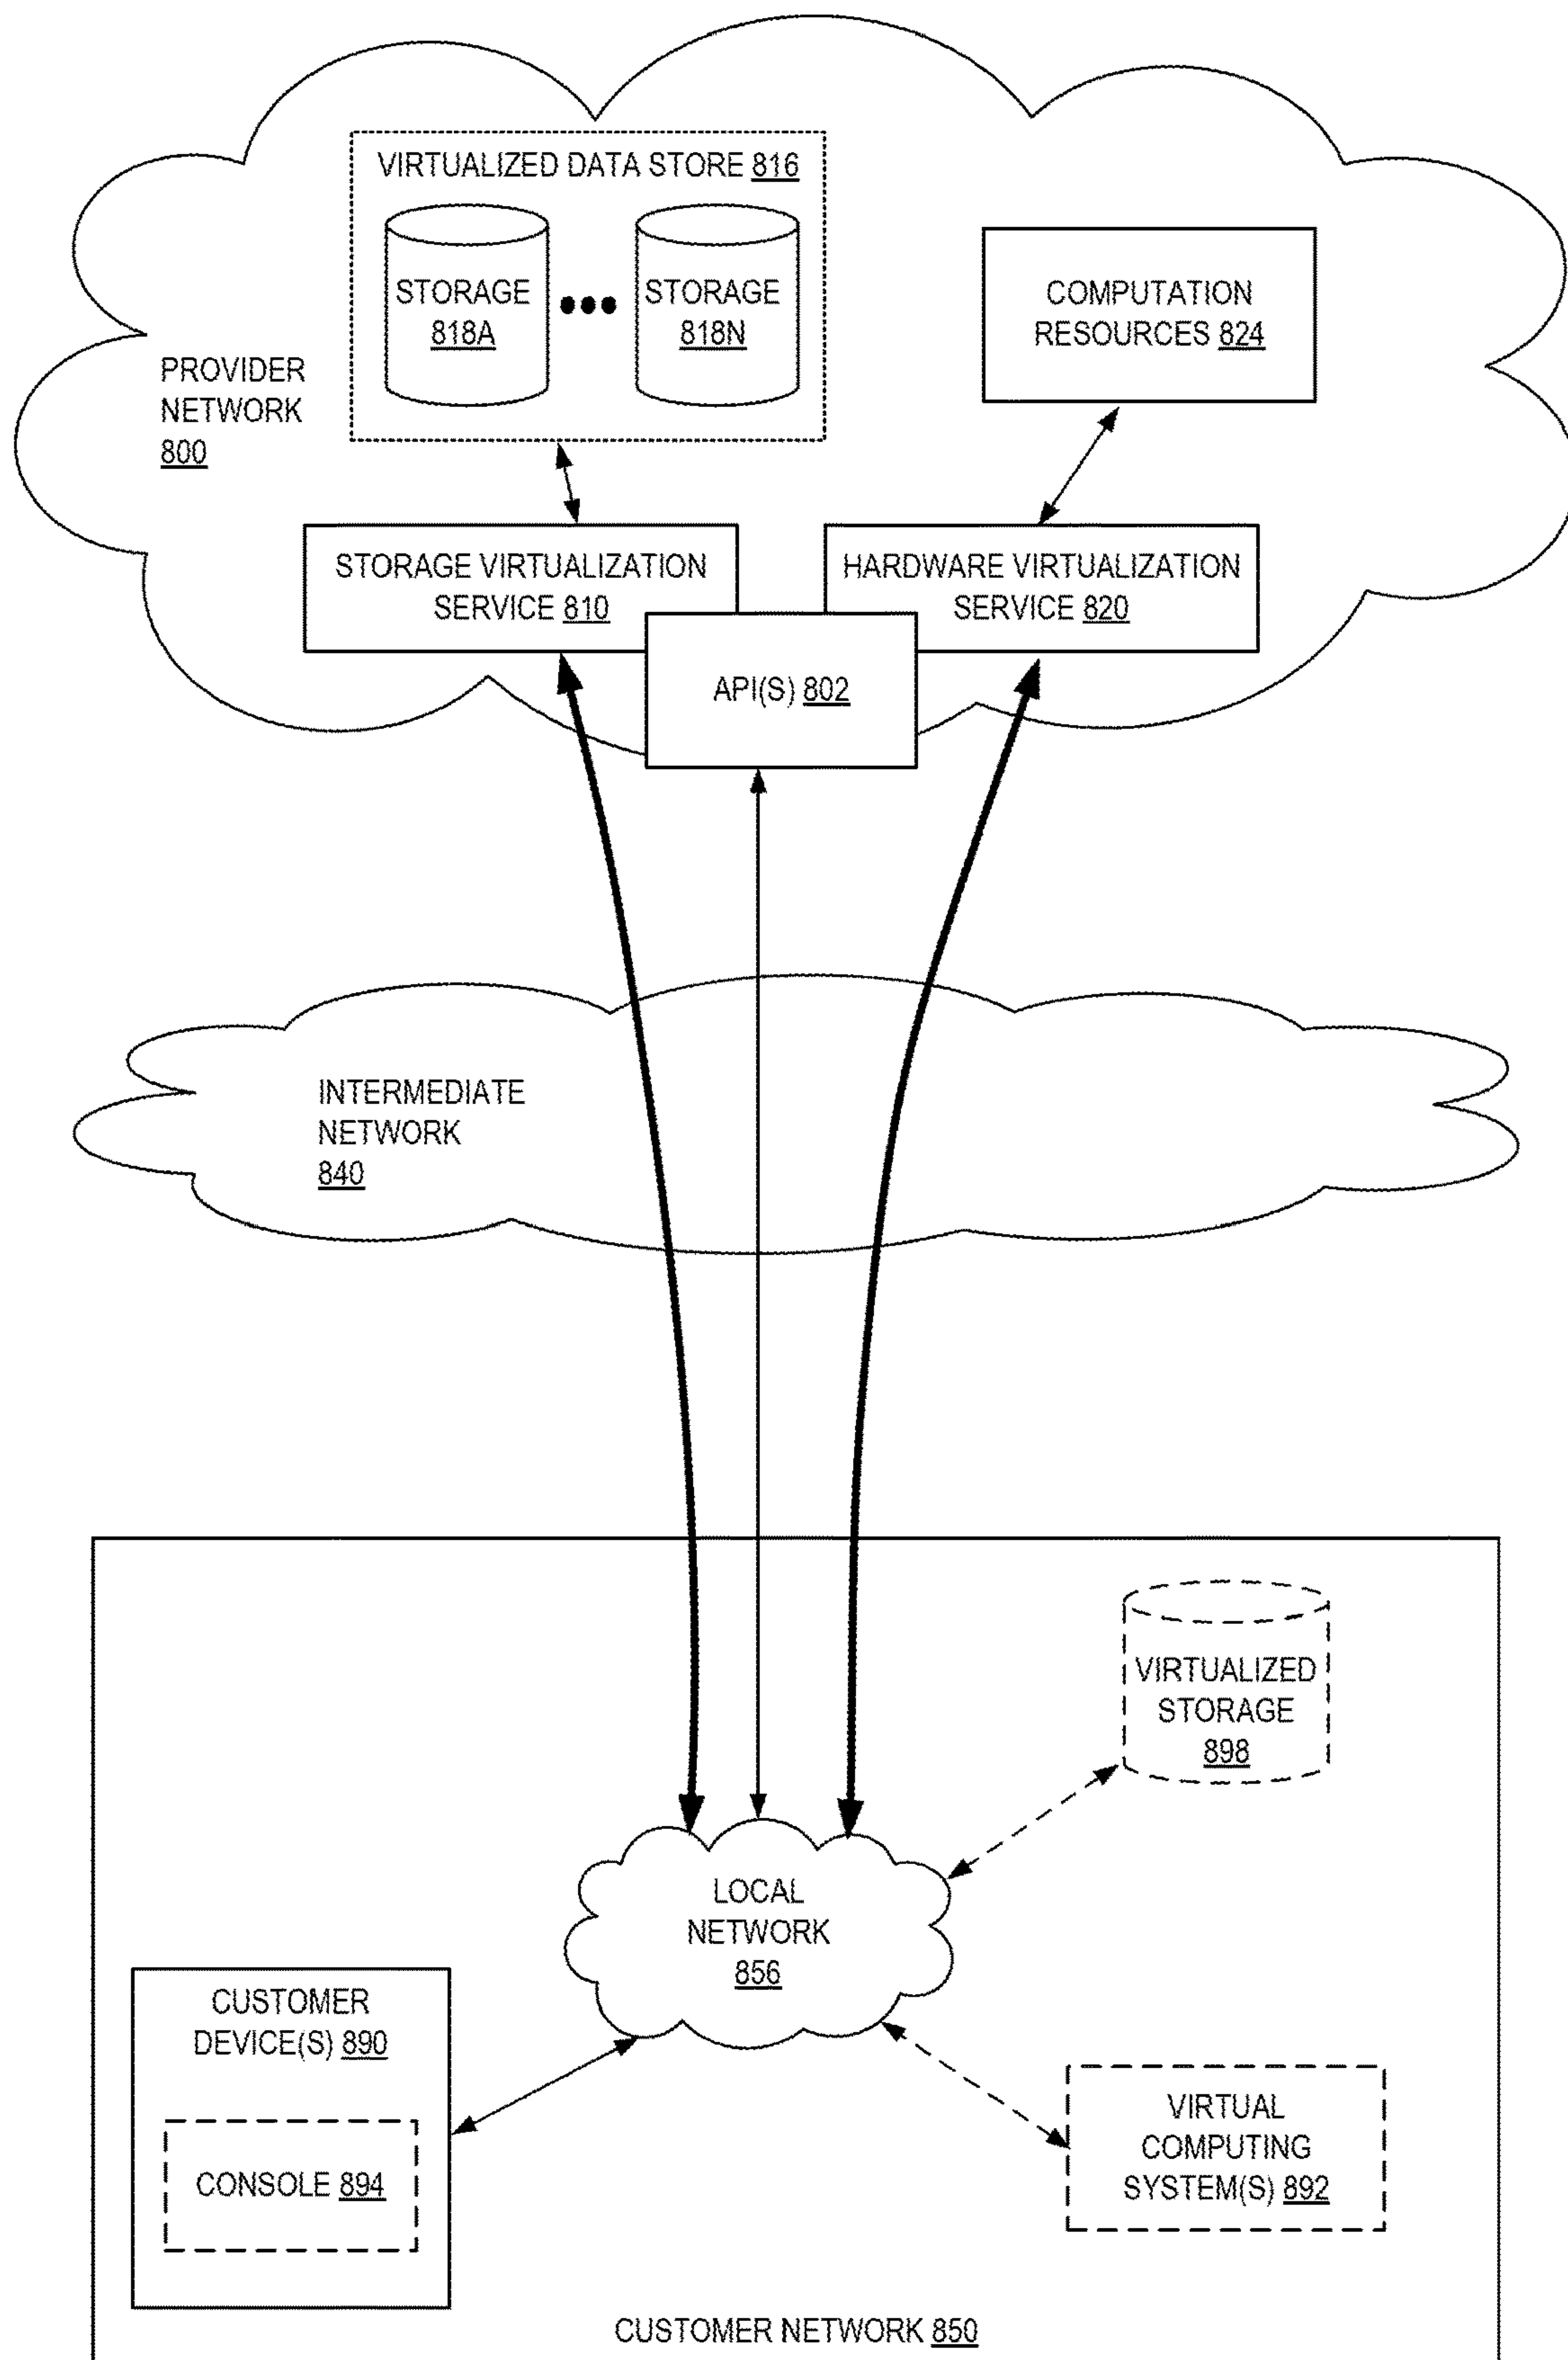 VIRTUALIZED DATA STORE 816
STORAGE
818A
STORAGE
818N
COMPUTATION
RESOURCES 824
PROVIDER
NETWORK
800
STORAGE VIRTUALIZATION
SERVICE 810
HARDWARE VIRTUALIZATION
SERVICE 820
API(S) 802
INTERMEDIATE
NETWORK
840
VIRTUALIZED
STORAGE
898
LOCAL
NETWORK
856
CUSTOMER
DEVICE(S) 890
CONSOLE 894
VIRTUAL
COMPUTING
SYSTEM(S) 892
CUSTOMER NETWORK 850